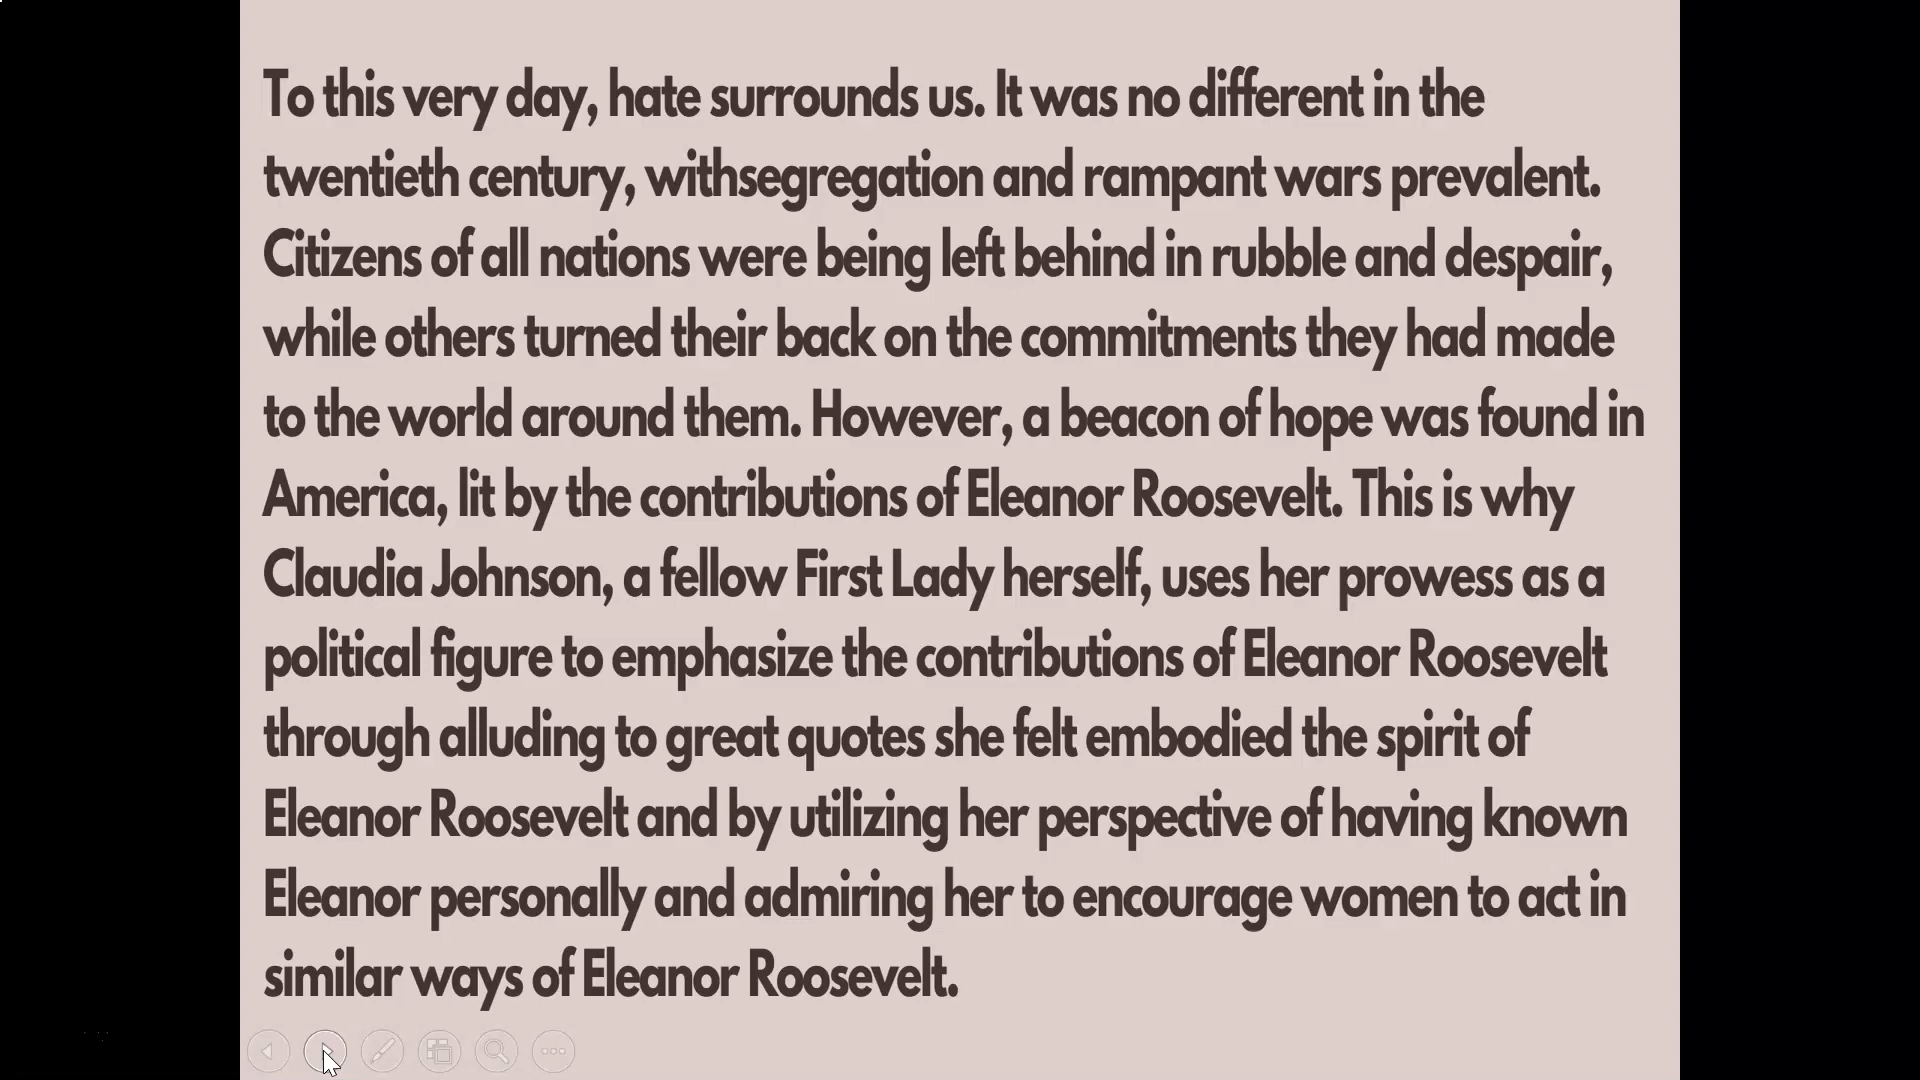 To this very day, hate surrounds us. It was no different in the
twentieth century, withsegregation and rampant wars prevalent.
Citizens of all nations were being left behind in rubble and despair,
while others turned their back on the commitments they had made
to the world around them. However, a beacon of hope was found in
America, lit by the contributions of Eleanor Roosevelt. This is why
Claudia Johnson, a fellow First Lady herself, uses her prowess as a
political figure to emphasize the contributions of Eleanor Roosevelt
through alluding to great quotes she felt embodied the spirit of
Eleanor Roosevelt and by utilizing her perspective of having known
Eleanor personally and admiring her to encourage women to act in
similar ways of Eleanor Roosevelt.